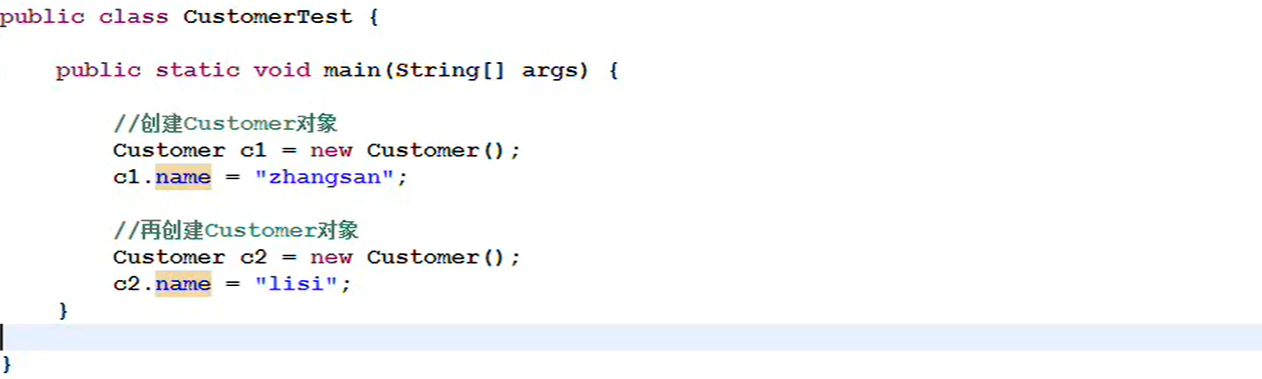 public class CustomerTest {
public static void main(String[] args) {
//创建Customer对象
Customer c1 = new Customer();
c1.name = "zhangsan";
//再创建Customer对象
Customer c2 = new Customer();
c2.name = "lisi";
}
}